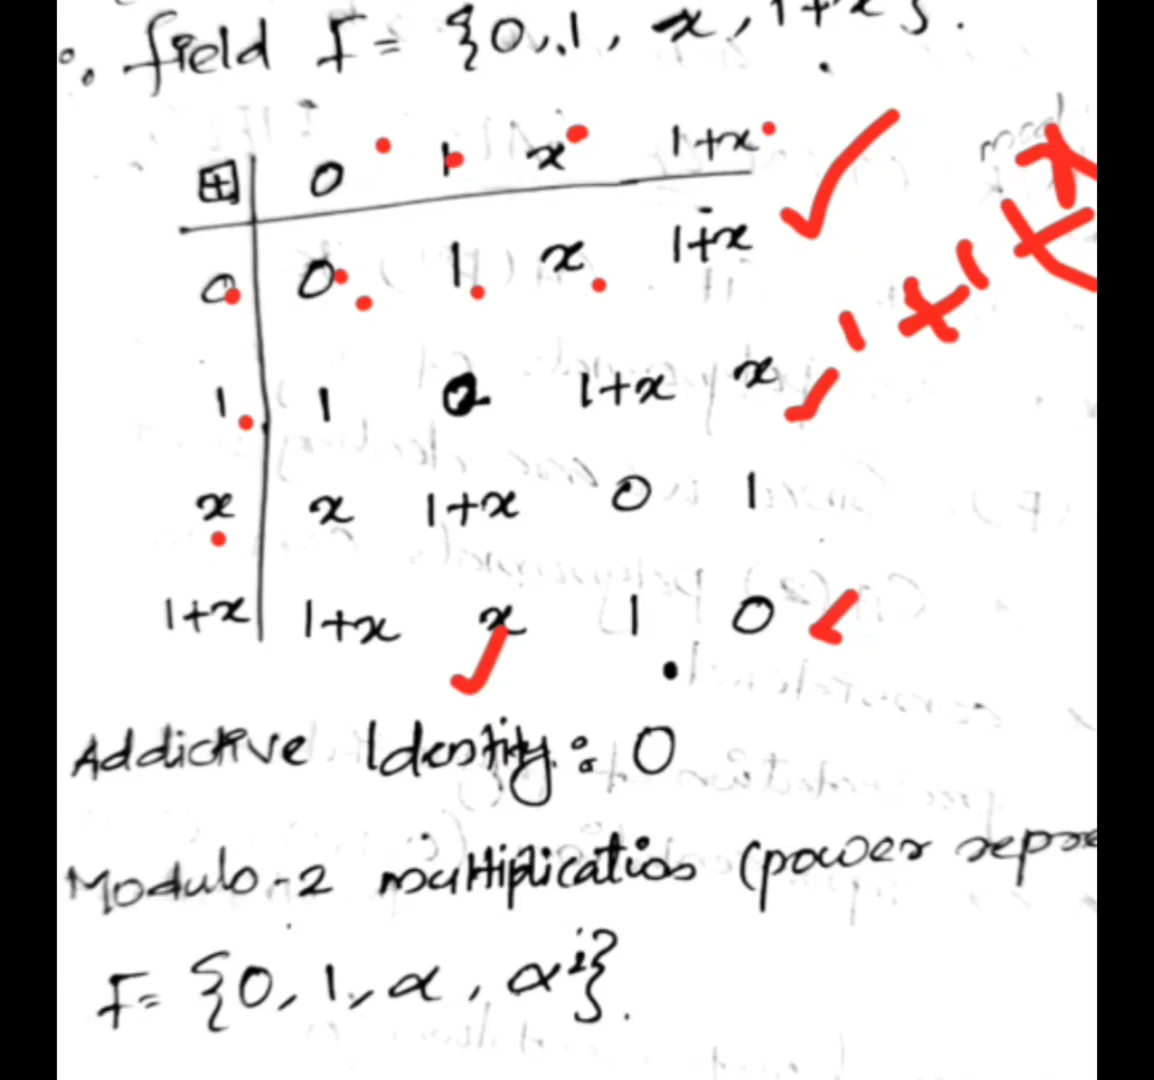 ∴ field F = {0, 1, x, 1+x}.
⊞ 0 1 x 1+x
0 0 1 x 1+x
1 1 0 1+x x
x x 1+x 0 1
1+x 1+x x 1 0
Addictive Identity : 0
Modulo-2 multiplication (power
F = {0, 1, α, α²}.